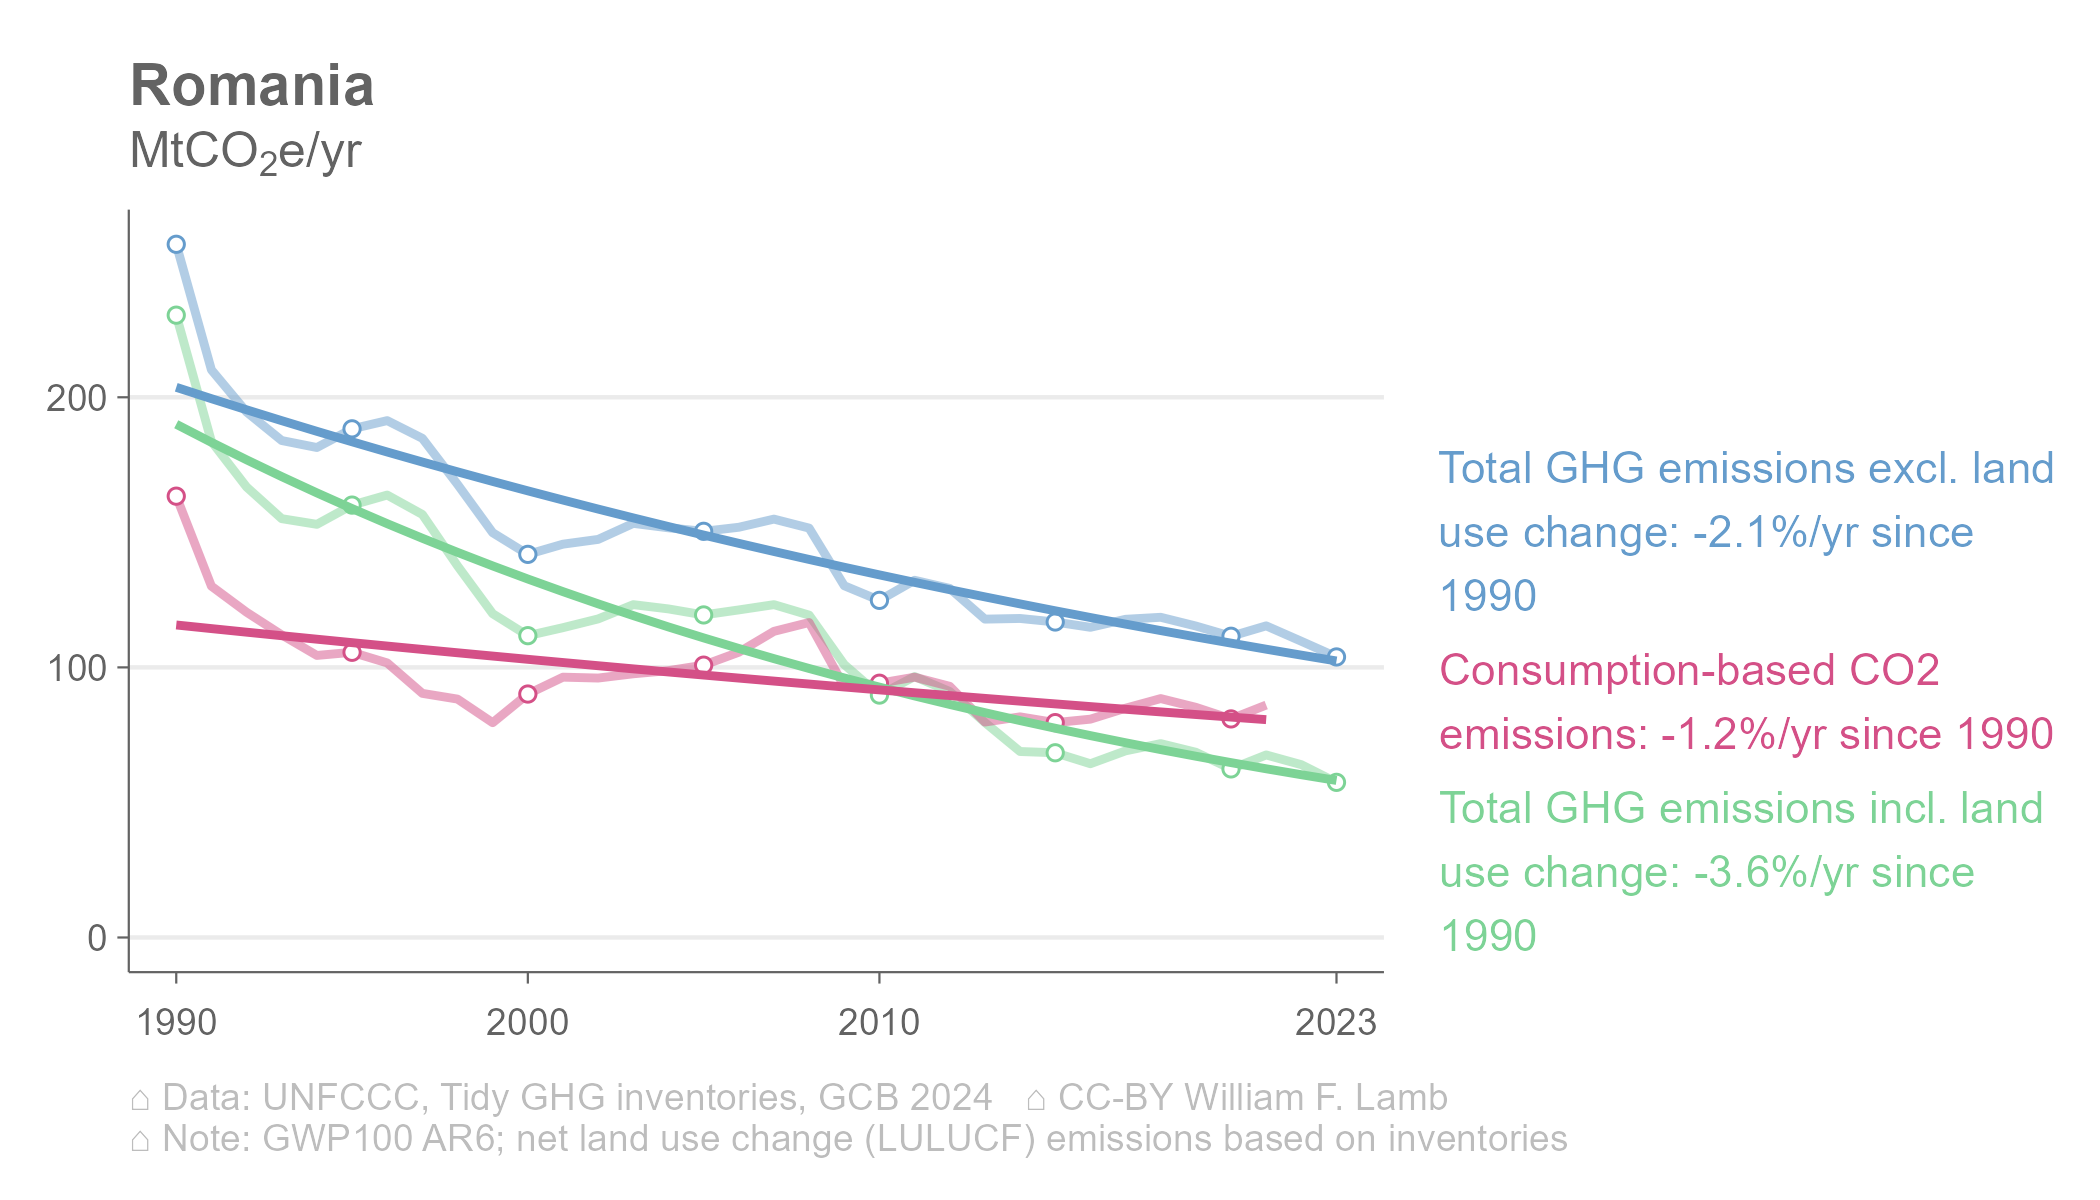 Romania
MtCO₂e/yr
200
100
0
1990 2000 2010 2023
Total GHG emissions excl. land
use change: -2.1%/yr since
1990
Consumption-based CO2
emissions: -1.2%/yr since 1990
Total GHG emissions incl. land
use change: -3.6%/yr since
1990
⌂ Data: UNFCCC, Tidy GHG inventories, GCB 2024 ⌂ CC-BY William F. Lamb
⌂ Note: GWP100 AR6; net land use change (LULUCF) emissions based on inventories